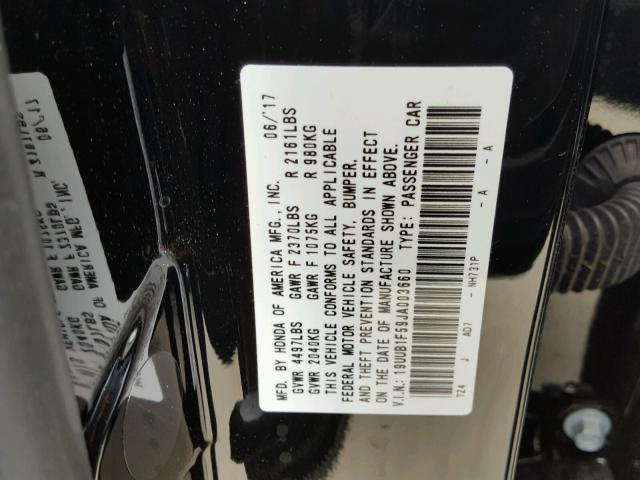 MFD. BY HONDA OF AMERICA MFG., INC. 06/'17
GVWR 4497LBS GAWR F 2370LBS R 2161LBS
GVWR 2040KG GAWR F 1075KG R 980KG
THIS VEHICLE CONFORMS TO ALL APPLICABLE
FEDERAL MOTOR VEHICLE SAFETY, BUMPER,
AND THEFT PREVENTION STANDARDS IN EFFECT
ON THE DATE OF MANUFACTURE SHOWN ABOVE.
V.I.N.: 19UUB1F59JA003660 TYPE: PASSENGER CAR
TZ4 J AD7 - NH731P - A - A